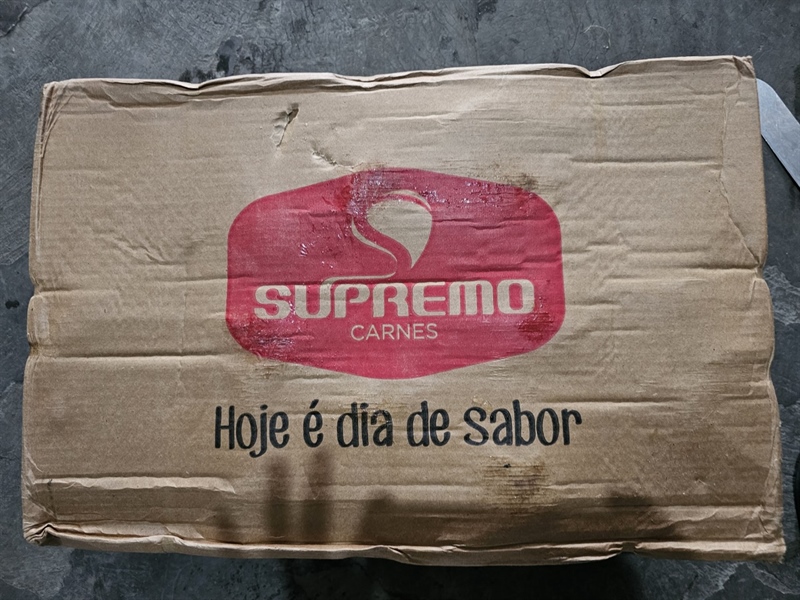 SUPREMO
CARNES
Hoje é dia de sabor